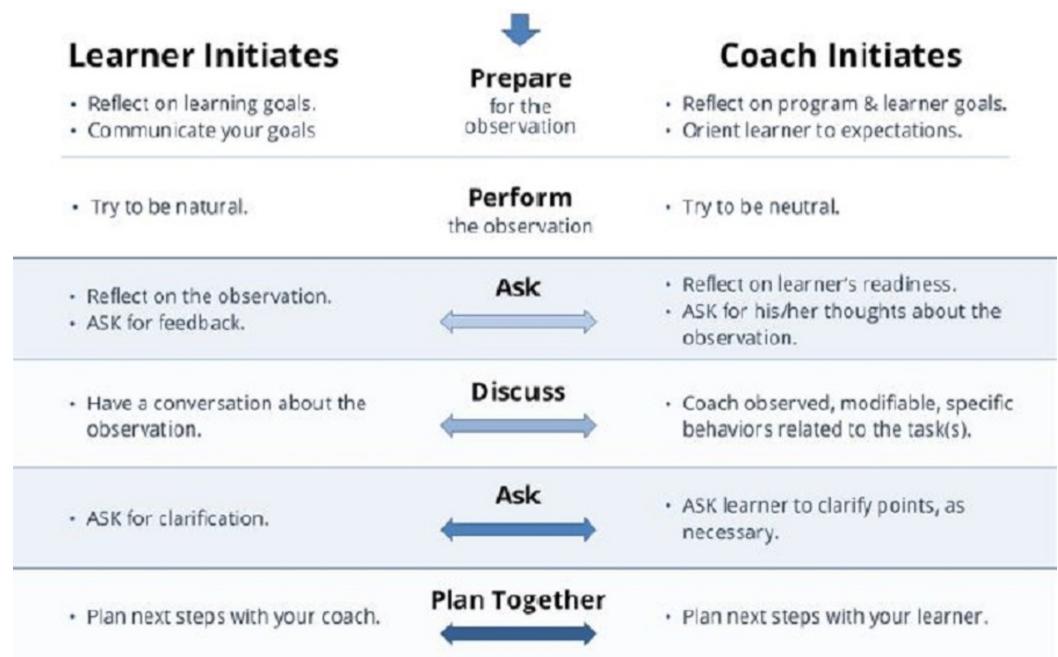 Learner Initiates
• Reflect on learning goals.
• Communicate your goals
Prepare
for the
observation
Coach Initiates
• Reflect on program & learner goals.
• Orient learner to expectations.
• Try to be natural.
Perform
the observation
• Try to be neutral.
• Reflect on the observation.
• ASK for feedback.
Ask
• Reflect on learner's readiness.
• ASK for his/her thoughts about the
observation.
• Have a conversation about the
observation.
Discuss
• Coach observed, modifiable, specific
behaviors related to the task(s).
• ASK for clarification.
Ask
• ASK learner to clarify points, as
necessary.
• Plan next steps with your coach.
Plan Together
• Plan next steps with your learner.